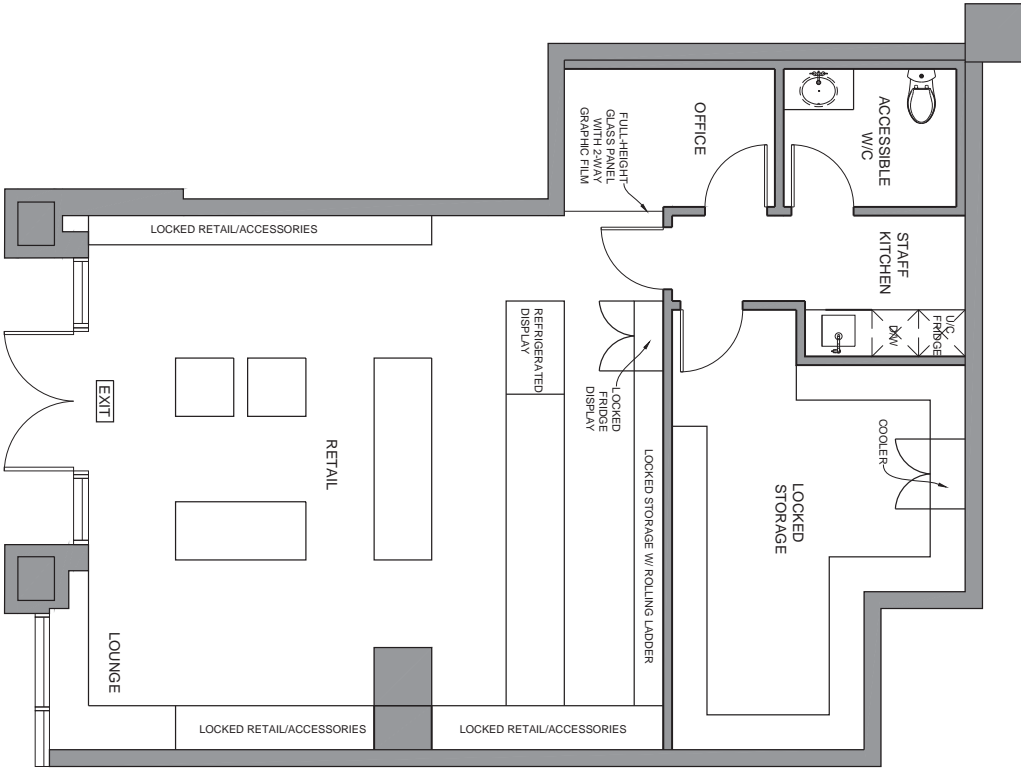 ACCESSIBLE
W/C
OFFICE
FULL-HEIGHT
GLASS PANEL
WITH 2-WAY
GRAPHIC FILM
STAFF
KITCHEN
U/C
FRIDGE
D/W
LOCKED RETAIL/ACCESSORIES
REFRIGERATED
DISPLAY
LOCKED
FRIDGE
DISPLAY
EXIT
RETAIL
LOCKED STORAGE W/ ROLLING LADDER
LOCKED
STORAGE
COOLER
LOUNGE
LOCKED RETAIL/ACCESSORIES
LOCKED RETAIL/ACCESSORIES